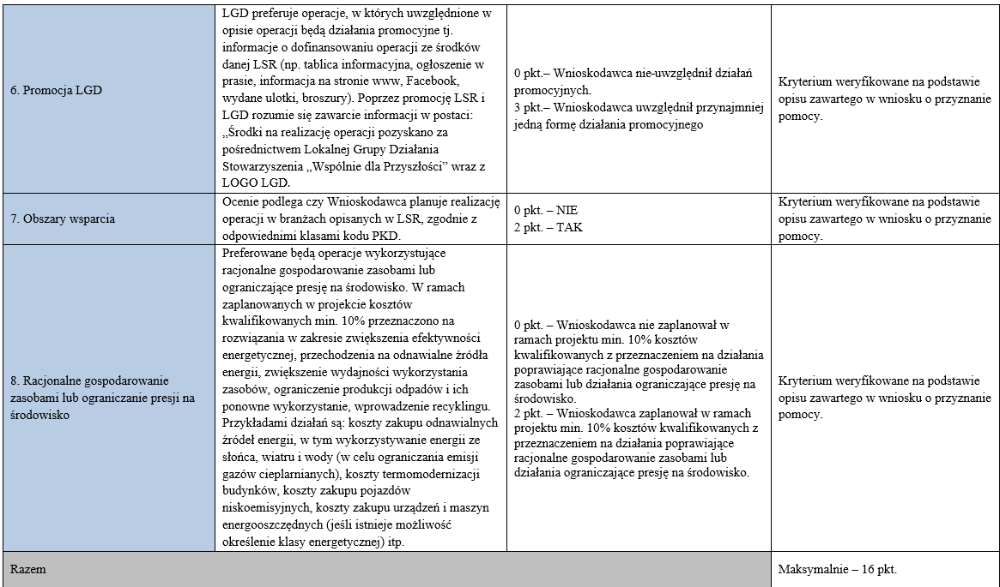 6. Promocja LGD
LGD preferuje operacje, w których uwzględnione w
opisie operacji będą działania promocyjne tj.
informacje o dofinansowaniu operacji ze środków
danej LSR (np. tablica informacyjna, ogłoszenie w
prasie, informacja na stronie www, Facebook,
wydane ulotki, broszury). Poprzez promocję LSR i
LGD rozumie się zawarcie informacji w postaci:
„Środki na realizację operacji pozyskano za
pośrednictwem Lokalnej Grupy Działania
Stowarzyszenia „Wspólnie dla Przyszłości” wraz z
LOGO LGD.
0 pkt.– Wnioskodawca nie-uwzględnił działań
promocyjnych.
3 pkt.– Wnioskodawca uwzględnił przynajmniej
jedną formę działania promocyjnego
Kryterium weryfikowane na podstawie
opisu zawartego w wniosku o przyznanie
pomocy.
7. Obszary wsparcia
Ocenie podlega czy Wnioskodawca planuje realizację
operacji w branżach opisanych w LSR, zgodnie z
odpowiednimi klasami kodu PKD.
0 pkt. – NIE
2 pkt. – TAK
Kryterium weryfikowane na podstawie
opisu zawartego w wniosku o przyznanie
pomocy.
8. Racjonalne gospodarowanie
zasobami lub ograniczanie presji na
środowisko
Preferowane będą operacje wykorzystujące
racjonalne gospodarowanie zasobami lub
ograniczające presję na środowisko. W ramach
zaplanowanych w projekcie kosztów
kwalifikowanych min. 10% przeznaczono na
rozwiązania w zakresie zwiększenia efektywności
energetycznej, przechodzenia na odnawialne źródła
energii, zwiększenie wydajności wykorzystania
zasobów, ograniczenie produkcji odpadów i ich
ponowne wykorzystanie, wprowadzenie recyklingu.
Przykładami działań są: koszty zakupu odnawialnych
źródeł energii, w tym wykorzystywanie energii ze
słońca, wiatru i wody (w celu ograniczania emisji
gazów cieplarnianych), koszty termomodernizacji
budynków, koszty zakupu pojazdów
niskoemisyjnych, koszty zakupu urządzeń i maszyn
energooszczędnych (jeśli istnieje możliwość
określenie klasy energetycznej) itp.
0 pkt. – Wnioskodawca nie zaplanował w
ramach projektu min. 10% kosztów
kwalifikowanych z przeznaczeniem na działania
poprawiające racjonalne gospodarowanie
zasobami lub działania ograniczające presję na
środowisko.
2 pkt. – Wnioskodawca zaplanował w ramach
projektu min. 10% kosztów kwalifikowanych z
przeznaczeniem na działania poprawiające
racjonalne gospodarowanie zasobami lub
działania ograniczające presję na środowisko.
Kryterium weryfikowane na podstawie
opisu zawartego w wniosku o przyznanie
pomocy.
Razem
Maksymalnie – 16 pkt.